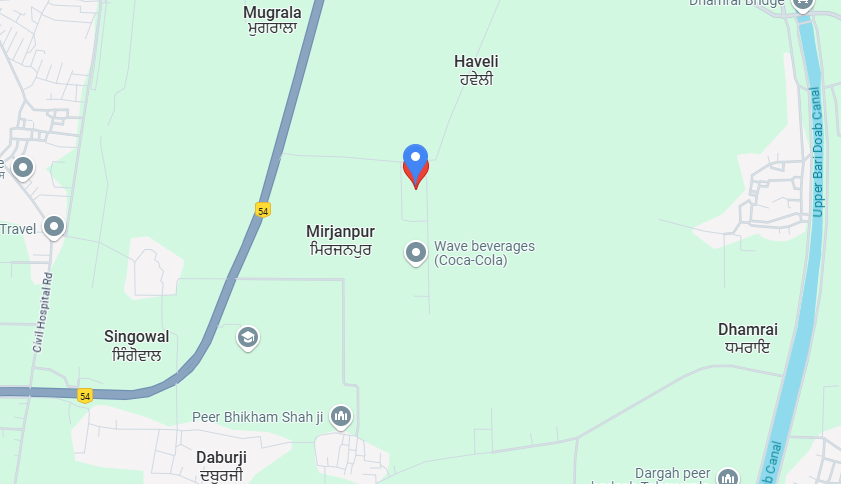 Dhamrai Bridge
Mugrala
ਮੁਗਰਾਲਾ
Haveli
ਹਵੇਲੀ
Upper Bari Doab Canal
54
Travel
Mirjanpur
ਮਿਰਜਨਪੁਰ
Wave beverages
(Coca-Cola)
Civil Hospital Rd
Singowal
ਸਿੰਗੋਵਾਲ
Dhamrai
ਧਮਰਾਇ
54
Peer Bhikham Shah ji
Daburji
ਦਬੁਰਜੀ
Canal
Dargah peer